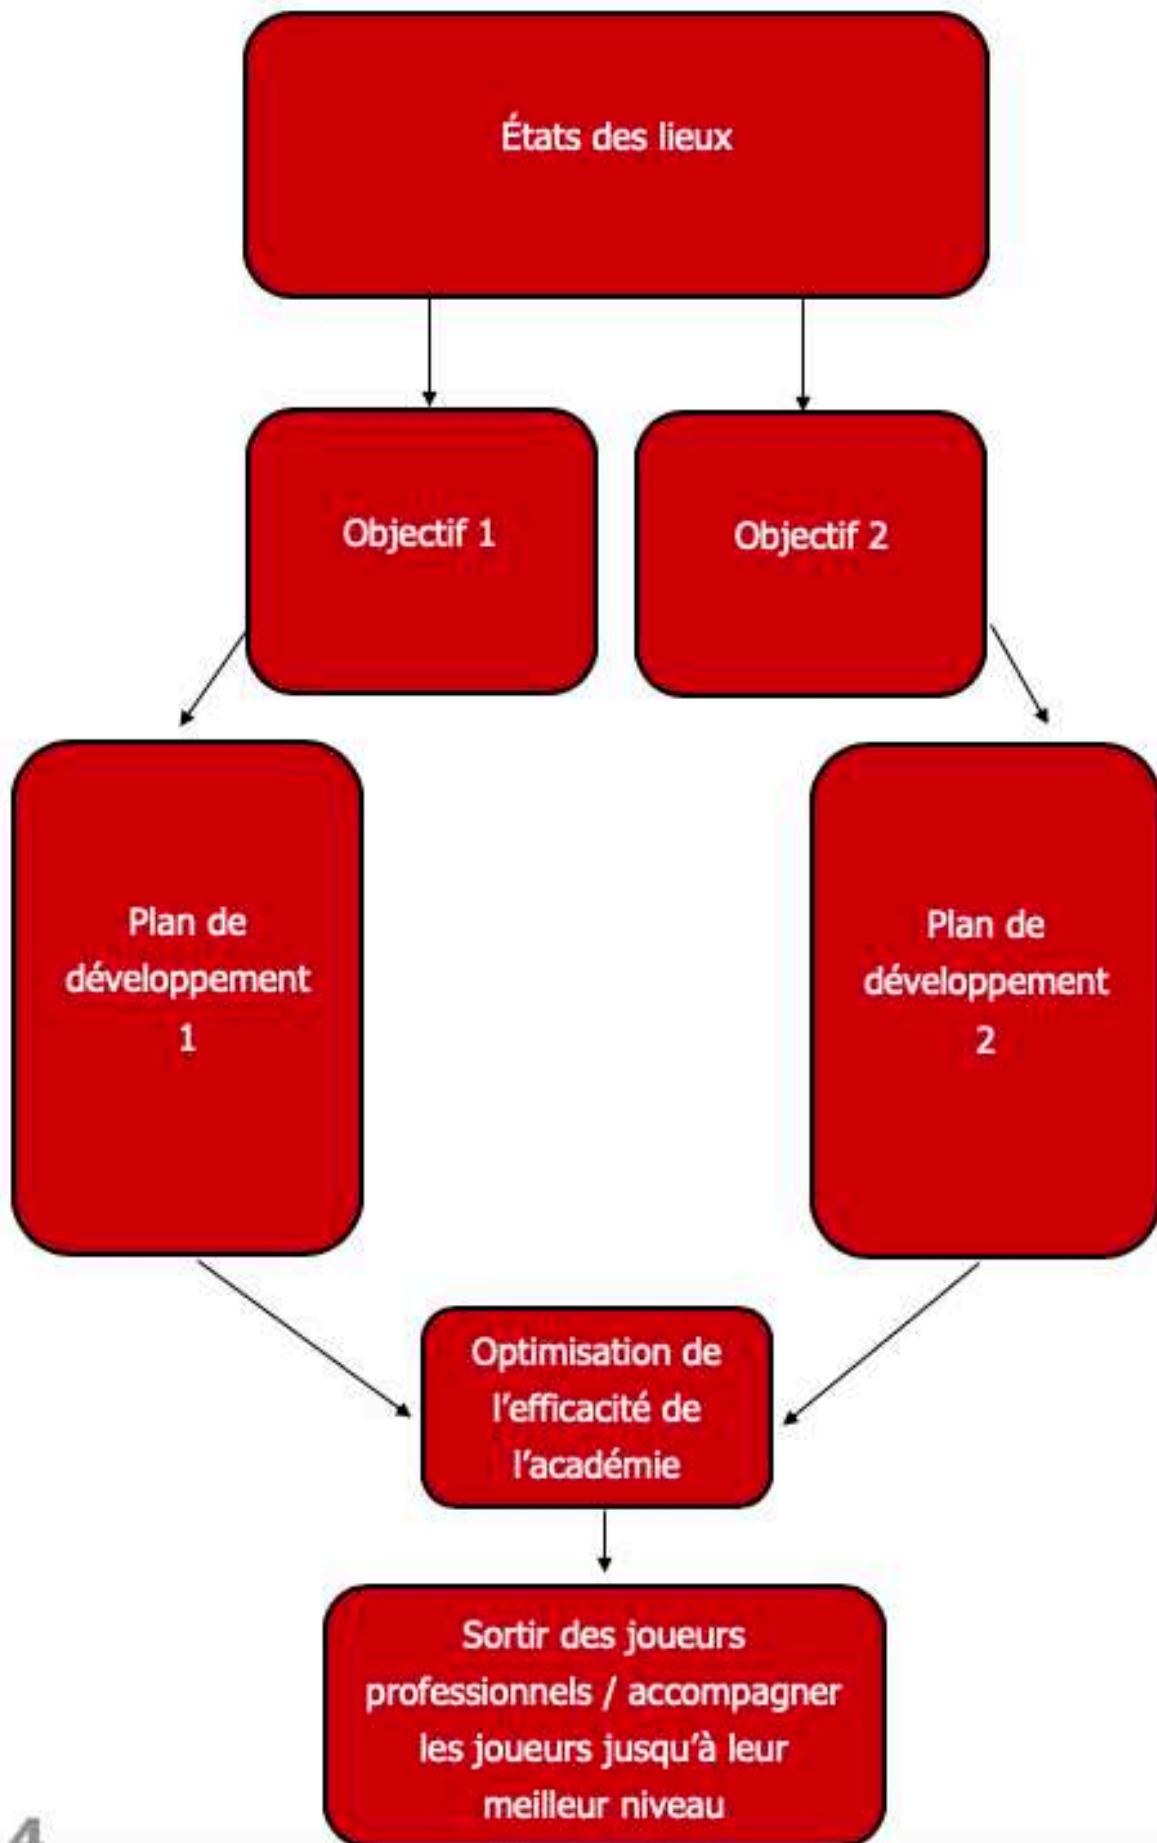 États des lieux
Objectif 1
Objectif 2
Plan de
développement
1
Plan de
développement
2
Optimisation de
l'efficacité de
l'académie
Sortir des joueurs
professionnels / accompagner
les joueurs jusqu'à leur
meilleur niveau
4